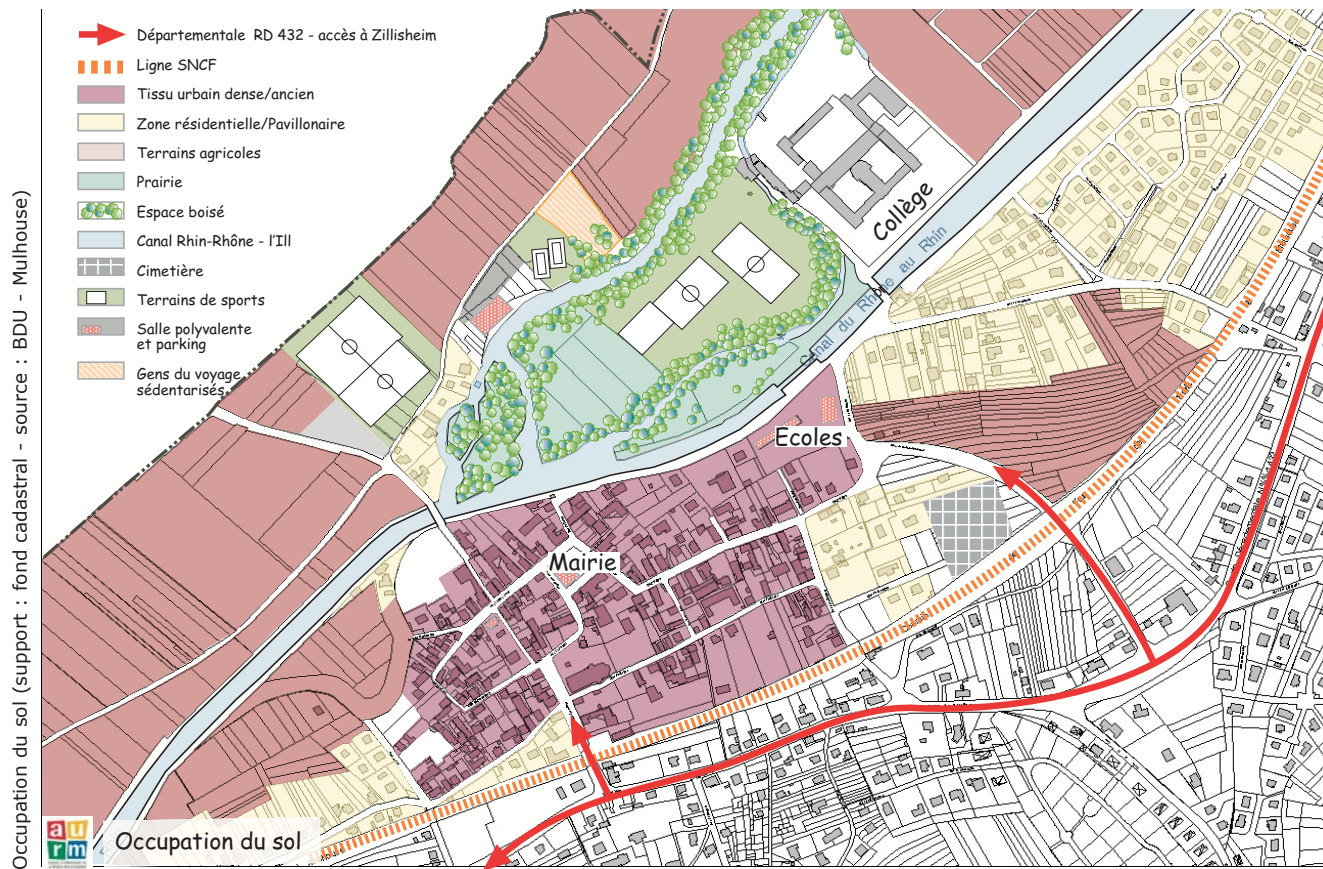 Départementale RD 432 - accès à Zillisheim
Ligne SNCF
Tissu urbain dense/ancien
Zone résidentielle/Pavillonaire
Terrains agricoles
Prairie
Espace boisé
Canal Rhin-Rhône - l'Ill
Cimetière
Terrains de sports
Salle polyvalente
et parking
Gens du voyage
sédentarisés
Collège
Canal du Rhône au Rhin
Ecoles
Mairie
Occupation du sol (support : fond cadastral - source : BDU - Mulhouse)
au
rm
Occupation du sol